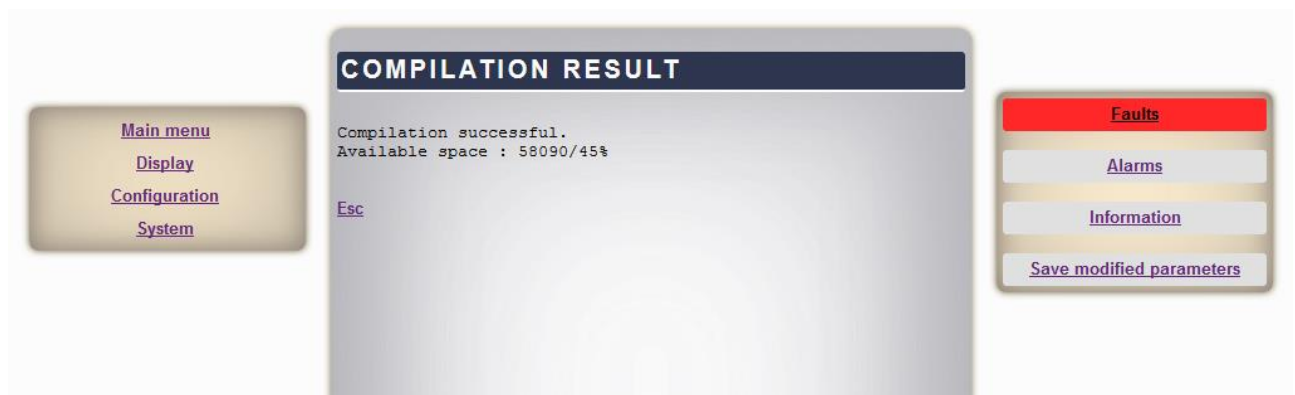 COMPILATION RESULT
Main menu
Display
Configuration
System
Compilation successful.
Available space : 58090/45%
Esc
Faults
Alarms
Information
Save modified parameters